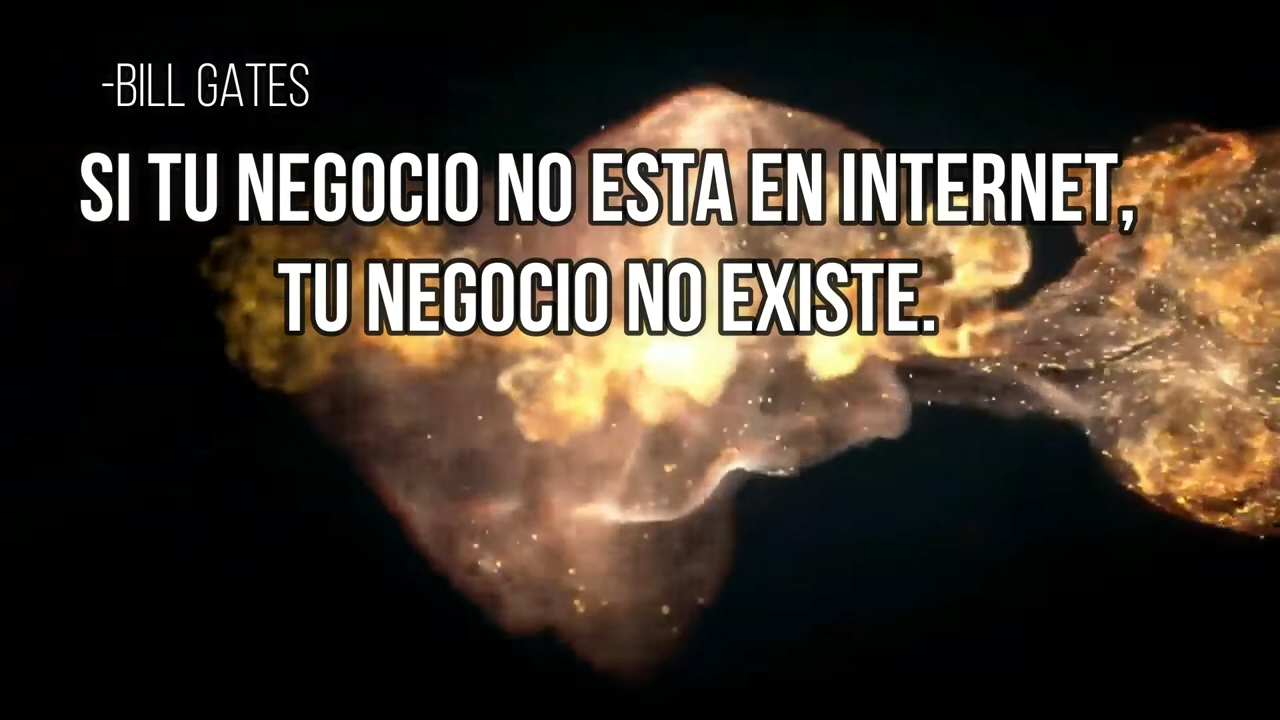 -BILL GATES
SI TU NEGOCIO NO ESTA EN INTERNET,
TU NEGOCIO NO EXISTE.